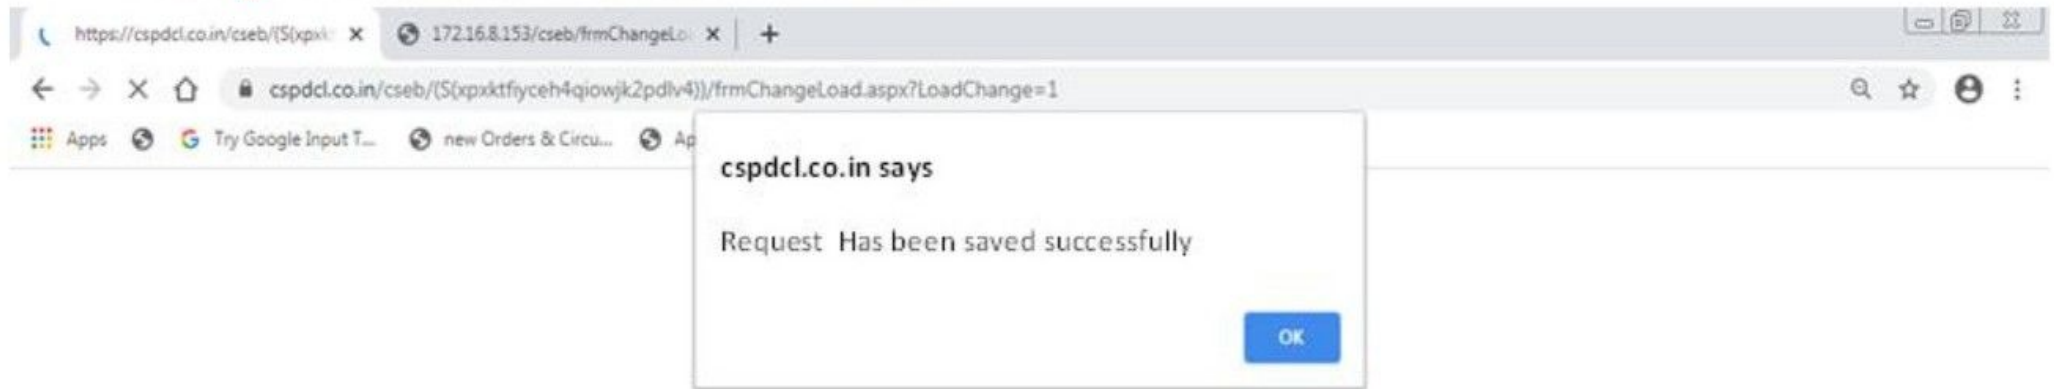 https://cspdcl.co.in/cseb/(S(xpxk
172.16.8.153/cseb/frmChangeLo
cspdcl.co.in/cseb/(S(xpxktfiyceh4qiowjk2pdlv4))/frmChangeLoad.aspx?LoadChange=1
Apps
Try Google Input T...
new Orders & Circu...
Ap
cspdcl.co.in says
Request Has been saved successfully
OK